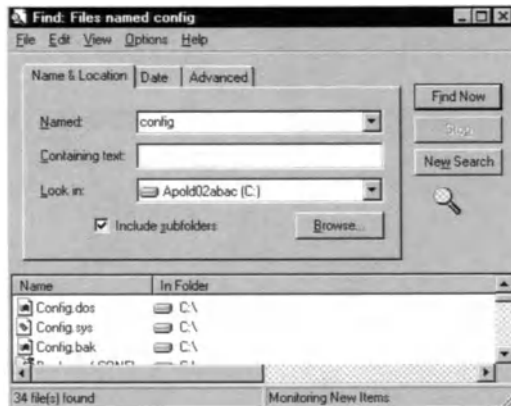 Find: Files named config
File Edit View Options Help
Name & Location Date Advanced
Named: config
Containing text:
Look in: Apold02abac (C:)
Include subfolders Browse...
Find Now
Stop
New Search
Name In Folder
Config.dos C:\
Config.sys C:\
Config.bak C:\
34 file(s) found Monitoring New Items